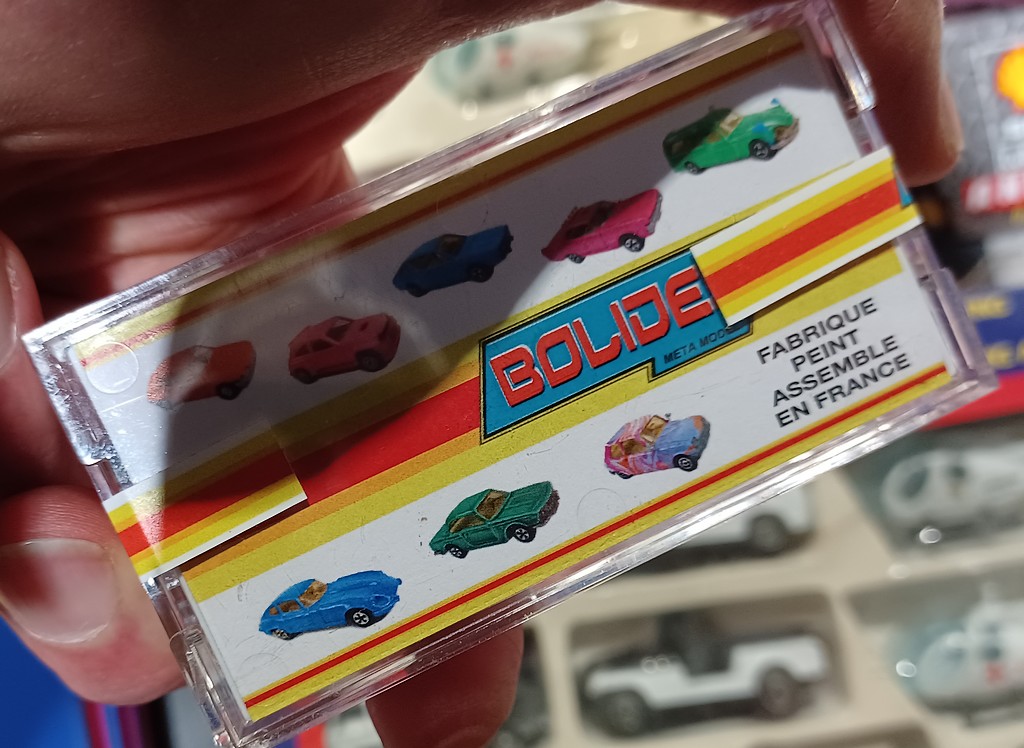 BOLIDE
META MODEL
FABRIQUE
PEINT
ASSEMBLE
EN FRANCE